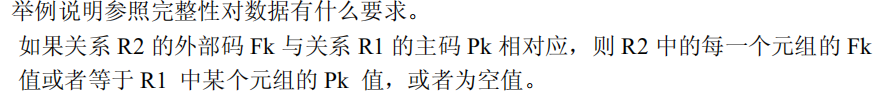 举例说明参照完整性对数据有什么要求。
如果关系 R2 的外部码 Fk 与关系 R1 的主码 Pk 相对应，则 R2 中的每一个元组的 Fk
值或者等于 R1 中某个元组的 Pk 值，或者为空值。